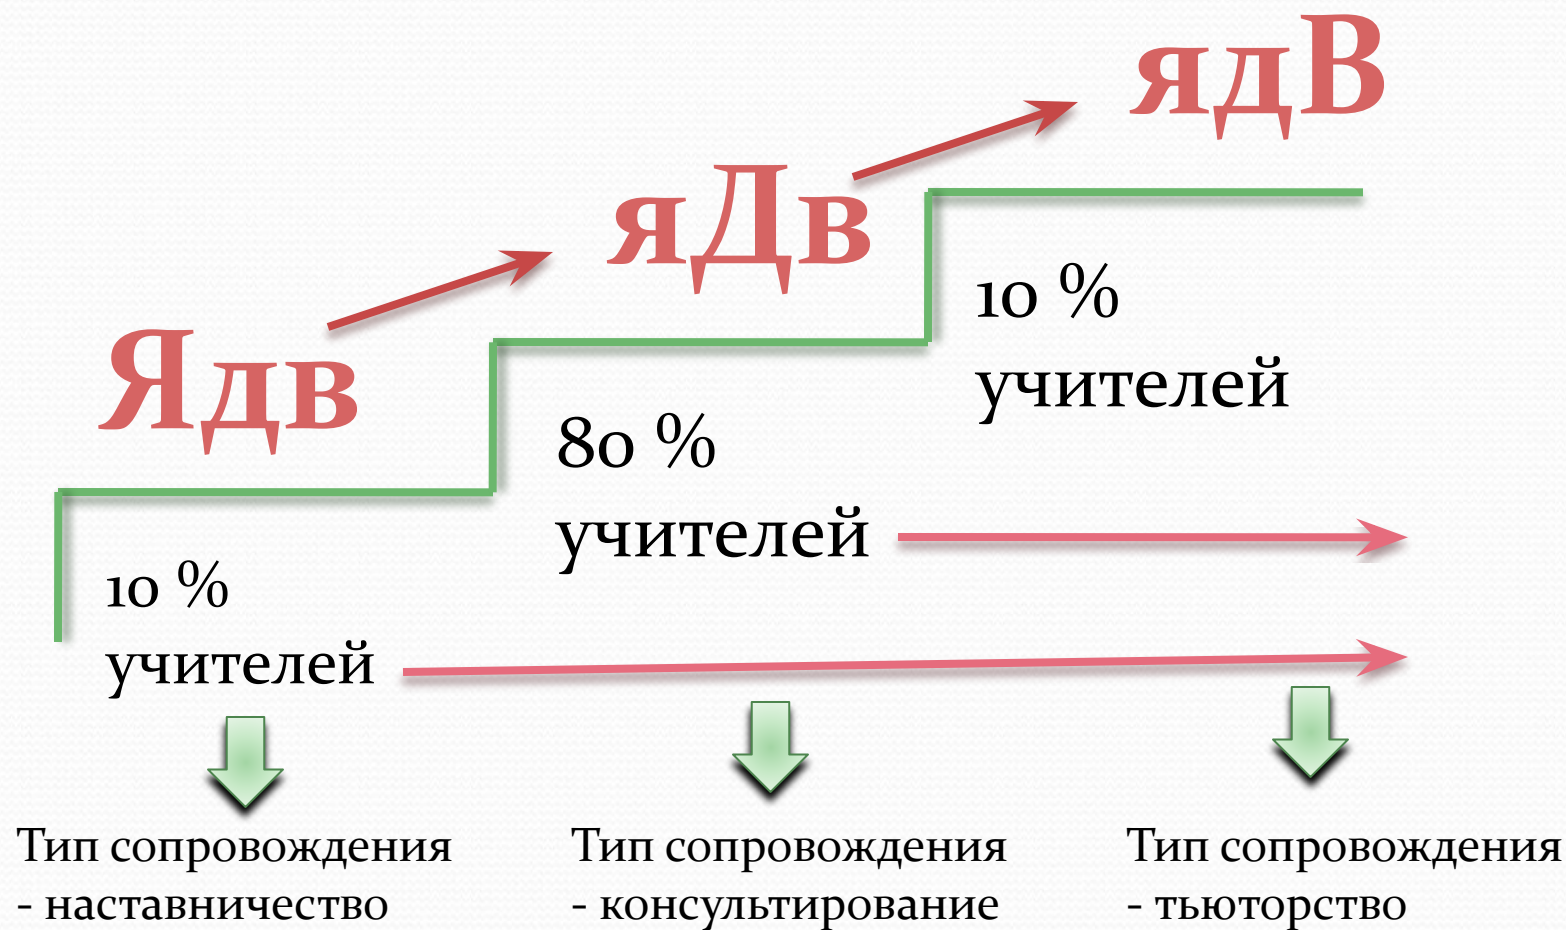 Ядв
яДв
ядВ
10 %
учителей
80 %
учителей
10 %
учителей
Тип сопровождения
- наставничество
Тип сопровождения
- консультирование
Тип сопровождения
- тьюторство